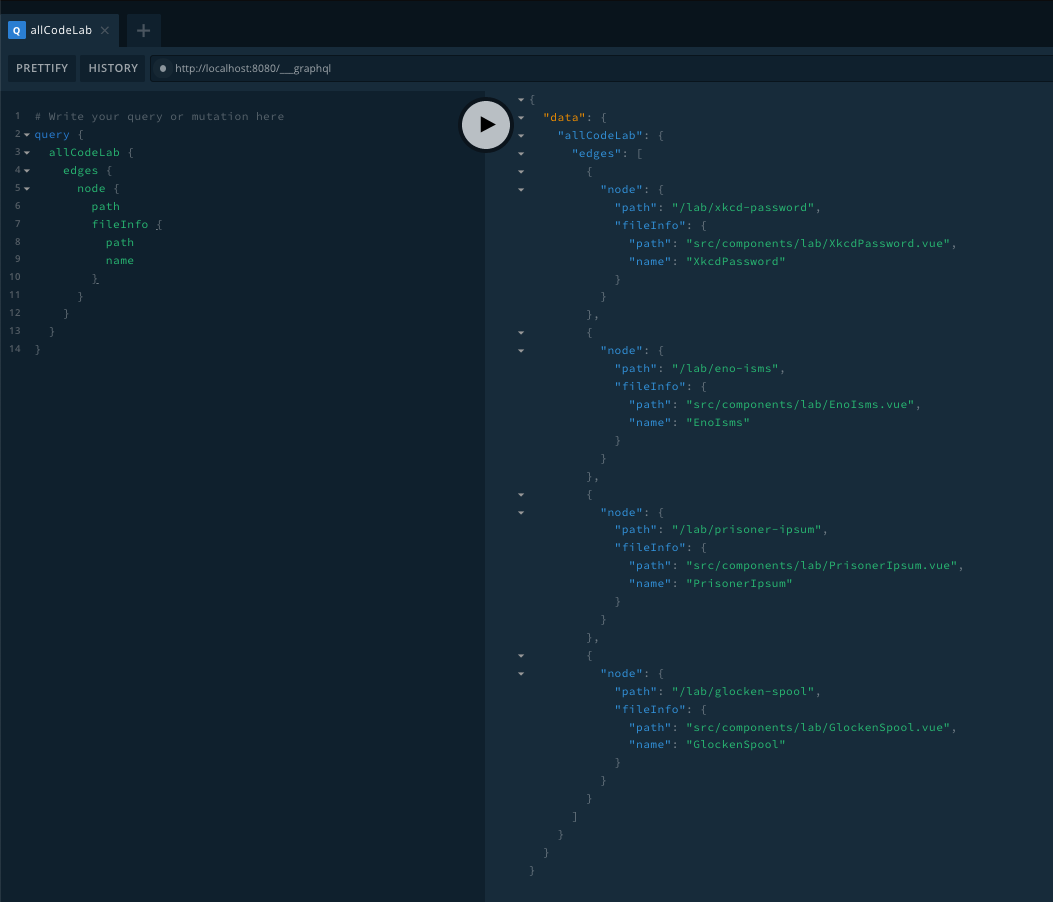 Q allCodeLab × +
PRETTIFY HISTORY http://localhost:8080/___graphql
1 # Write your query or mutation here
2 query {
3   allCodeLab {
4     edges {
5       node {
6         path
7         fileInfo {
8           path
9           name
10         }
11       }
12     }
13   }
14 }
{
  "data": {
    "allCodeLab": {
      "edges": [
        {
          "node": {
            "path": "/lab/xkcd-password",
            "fileInfo": {
              "path": "src/components/lab/XkcdPassword.vue",
              "name": "XkcdPassword"
            }
          }
        },
        {
          "node": {
            "path": "/lab/eno-isms",
            "fileInfo": {
              "path": "src/components/lab/EnoIsms.vue",
              "name": "EnoIsms"
            }
          }
        },
        {
          "node": {
            "path": "/lab/prisoner-ipsum",
            "fileInfo": {
              "path": "src/components/lab/PrisonerIpsum.vue",
              "name": "PrisonerIpsum"
            }
          }
        },
        {
          "node": {
            "path": "/lab/glocken-spool",
            "fileInfo": {
              "path": "src/components/lab/GlockenSpool.vue",
              "name": "GlockenSpool"
            }
          }
        }
      ]
    }
  }
}